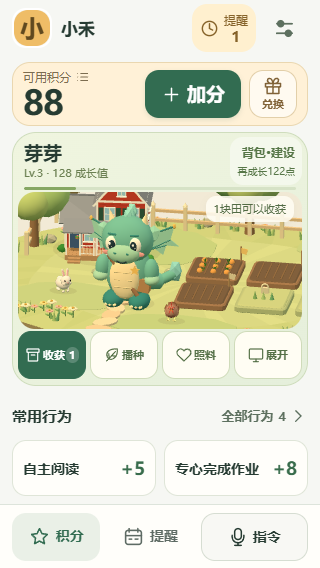 小 小禾
提醒
1
可用积分
88
+ 加分
兑换
芽芽
Lv.3 · 128 成长值
背包·建设
再成长122点
1块田可以收获
收获 1
播种
照料
展开
常用行为
全部行为 4
自主阅读 +5
专心完成作业 +8
积分
提醒
指令